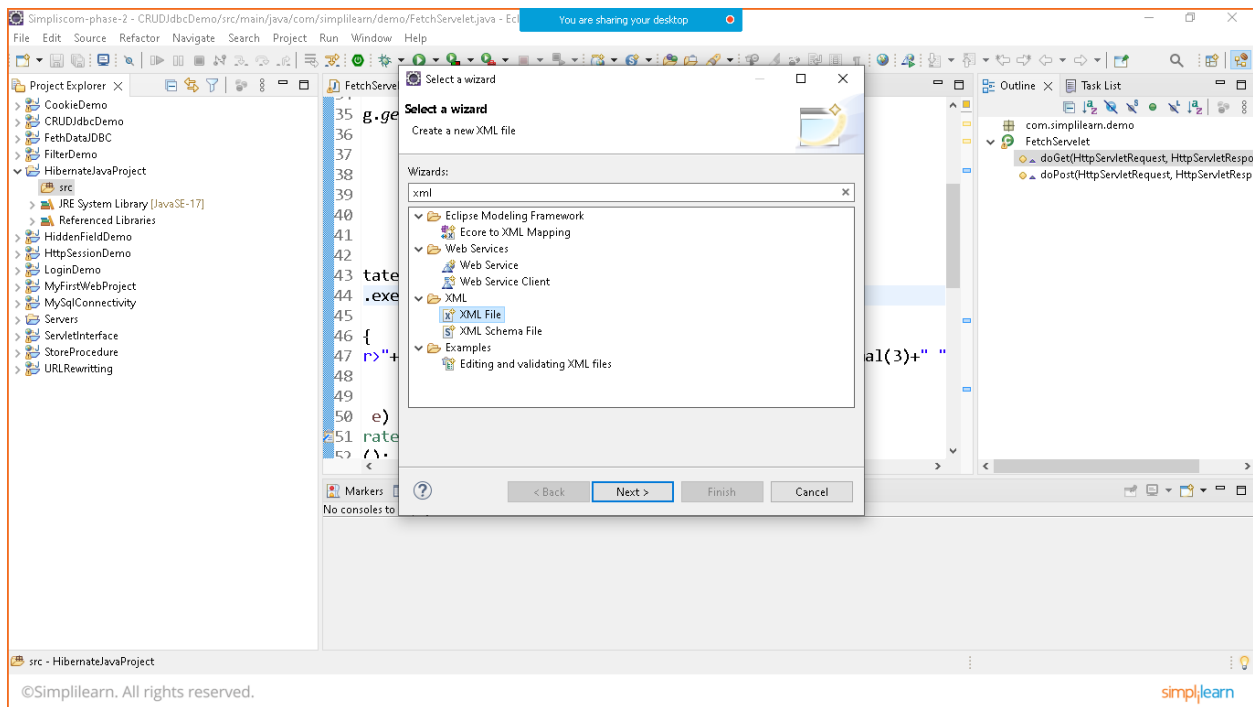 Simpliscom-phase-2 - CRUDJdbcDemo/src/main/java/com/simplilearn/demo/FetchServelet.java - Ecl
You are sharing your desktop
File Edit Source Refactor Navigate Search Project Run Window Help
Project Explorer
CookieDemo
CRUDJdbcDemo
FethDataJDBC
FilterDemo
HibernateJavaProject
src
JRE System Library [JavaSE-17]
Referenced Libraries
HiddenFieldDemo
HttpSessionDemo
LoginDemo
MyFirstWebProject
MySqlConnectivity
Servers
ServletInterface
StoreProcedure
URLRewritting
FetchServel
35 g.ge
36
37
38
39
40
41
42
43 tate
44 .exe
45
46 {
47 r>"+ al(3)+" "
48
49
50 e)
51 rate
52 ();
Select a wizard
Select a wizard
Create a new XML file
Wizards:
xml
Eclipse Modeling Framework
Ecore to XML Mapping
Web Services
Web Service
Web Service Client
XML
XML File
XML Schema File
Examples
Editing and validating XML files
< Back Next > Finish Cancel
Outline Task List
com.simplilearn.demo
FetchServelet
doGet(HttpServletRequest, HttpServletRespo
doPost(HttpServletRequest, HttpServletResp
Markers
No consoles to
src - HibernateJavaProject
©Simplilearn. All rights reserved.
simplilearn